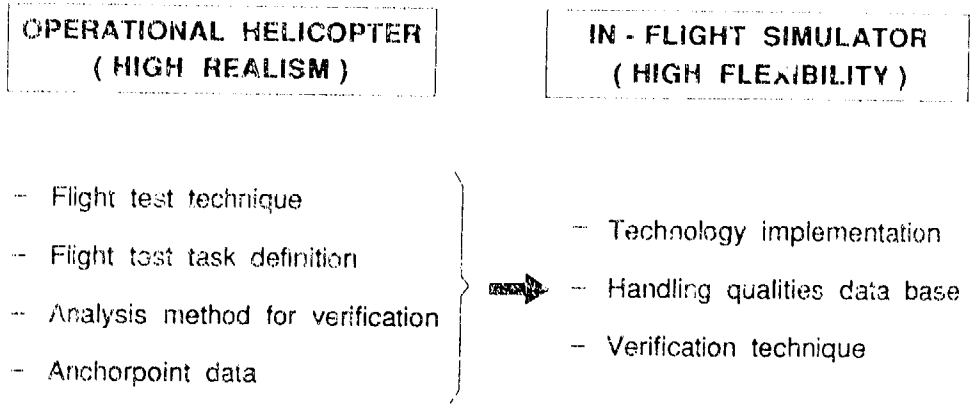 OPERATIONAL HELICOPTER
( HIGH REALISM )
IN - FLIGHT SIMULATOR
( HIGH FLEXIBILITY )
- Flight test technique
- Flight test task definition
- Analysis method for verification
- Anchorpoint data
- Technology implementation
- Handling qualities data base
- Verification technique